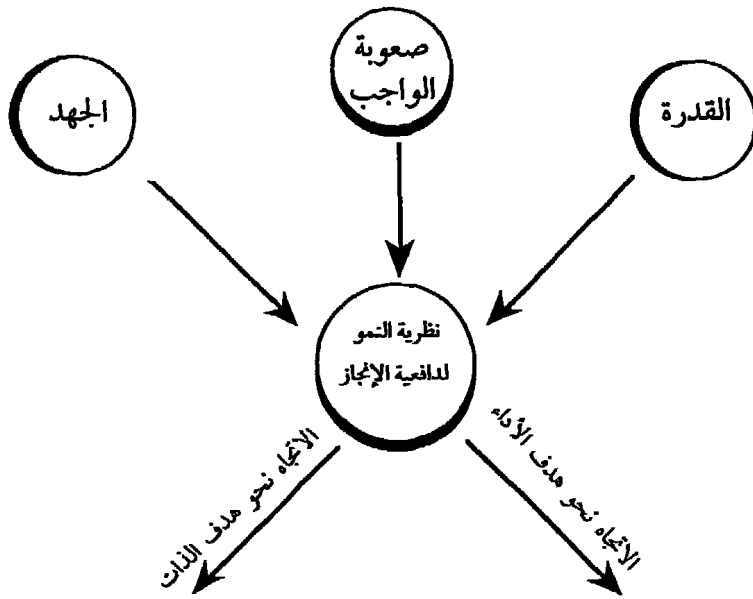 القدرة
صعوبة
الواجب
الجهد
نظرية النمو
لدافعية الإنجاز
الاتجاه نحو هدف الأداء
الاتجاه نحو هدف الذات